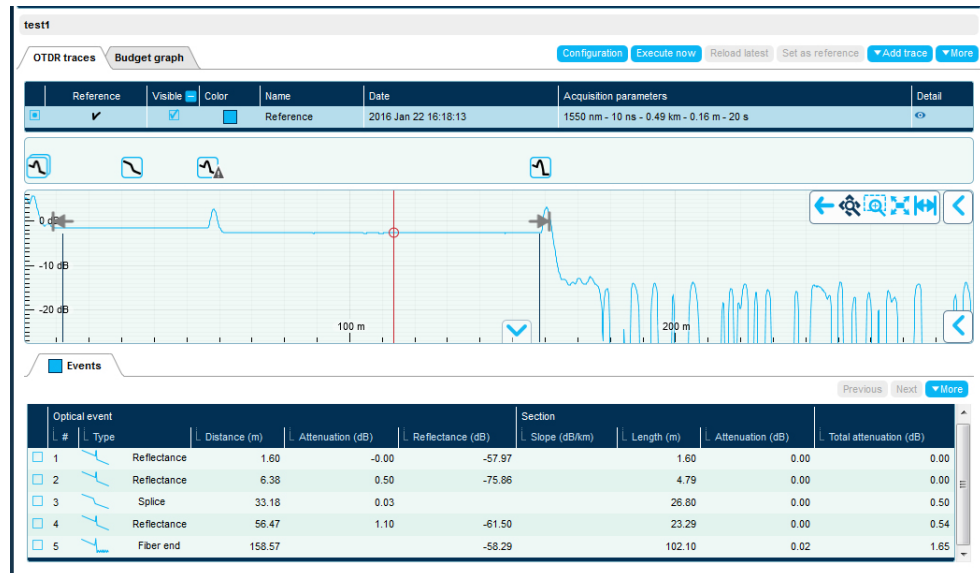 test1
OTDR traces Budget graph Configuration Execute now Reload latest Set as reference ▼Add trace ▼More
Reference Visible Color Name Date Acquisition parameters Detail
Reference 2016 Jan 22 16:18:13 1550 nm - 10 ns - 0.49 km - 0.16 m - 20 s
0 dB
-10 dB
-20 dB
100 m 200 m
Events
Previous Next ▼More
Optical event Section
# Type Distance (m) Attenuation (dB) Reflectance (dB) Slope (dB/km) Length (m) Attenuation (dB) Total attenuation (dB)
1 Reflectance 1.60 -0.00 -57.97 1.60 0.00 0.00
2 Reflectance 6.38 0.50 -75.86 4.79 0.00 0.00
3 Splice 33.18 0.03 26.80 0.00 0.50
4 Reflectance 56.47 1.10 -61.50 23.29 0.00 0.54
5 Fiber end 158.57 -58.29 102.10 0.02 1.65